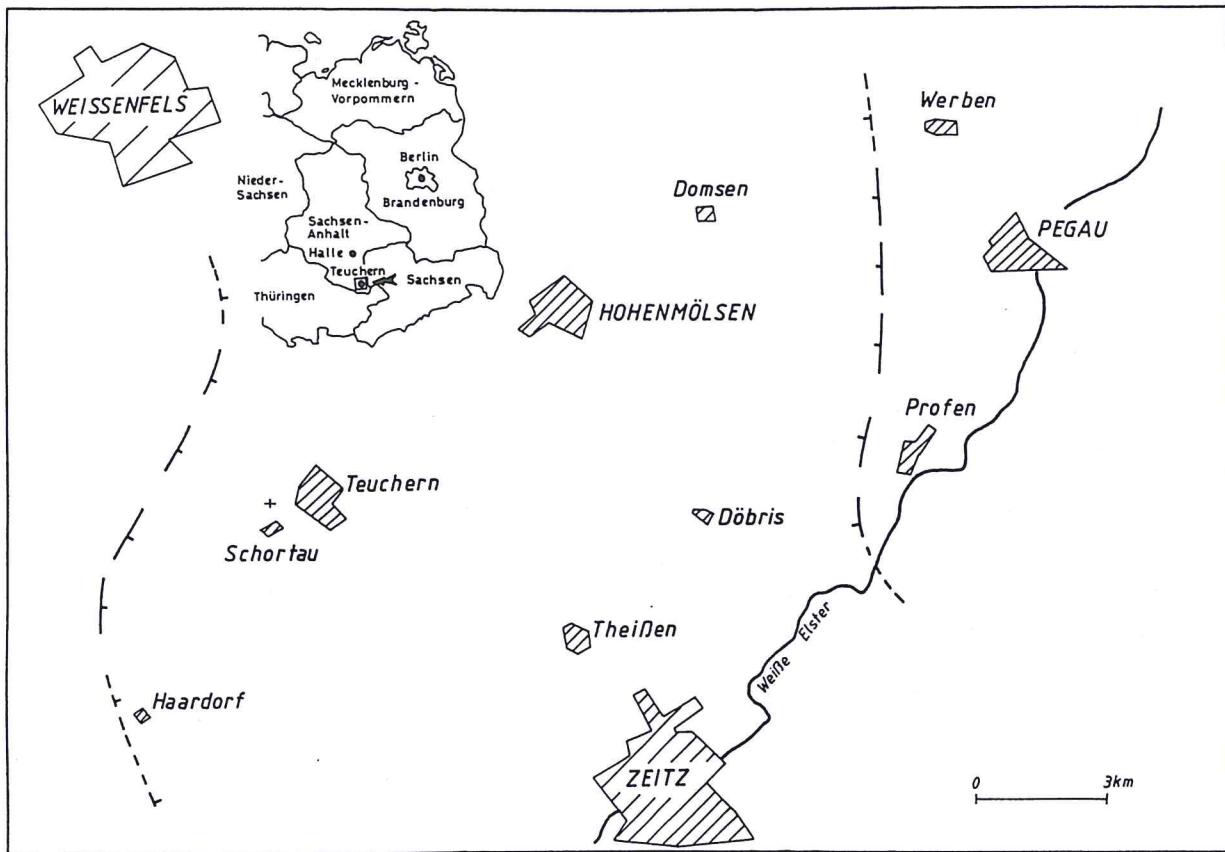 WEISSENFELS
Mecklenburg -
Vorpommern
Berlin
Nieder-
Sachsen
Brandenburg
Sachsen-
Anhalt
Halle
Teuchern
Sachsen
Thüringen
Werben
Domsen
PEGAU
HOHENMÖLSEN
Profen
Teuchern
Schortau
Döbris
Theißen
Weiße Elster
Haardorf
ZEITZ
0 3km